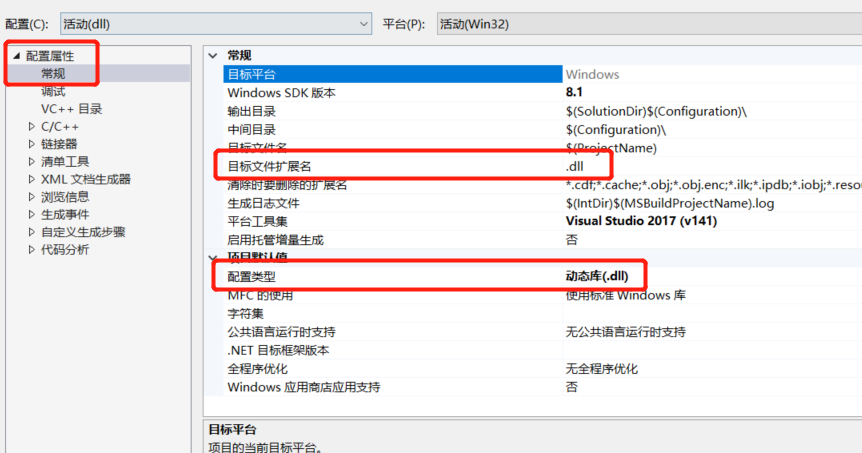 配置(C): 活动(dll) 平台(P): 活动(Win32)
配置属性
常规
调试
VC++ 目录
C/C++
链接器
清单工具
XML 文档生成器
浏览信息
生成事件
自定义生成步骤
代码分析
常规
目标平台 Windows
Windows SDK 版本 8.1
输出目录 $(SolutionDir)$(Configuration)\
中间目录 $(Configuration)\
目标文件名 $(ProjectName)
目标文件扩展名 .dll
清除时要删除的扩展名 *.cdf;*.cache;*.obj;*.obj.enc;*.ilk;*.ipdb;*.iobj;*.resou
生成日志文件 $(IntDir)$(MSBuildProjectName).log
平台工具集 Visual Studio 2017 (v141)
启用托管增量生成 否
项目默认值
配置类型 动态库(.dll)
MFC 的使用 使用标准 Windows 库
字符集
公共语言运行时支持 无公共语言运行时支持
.NET 目标框架版本
全程序优化 无全程序优化
Windows 应用商店应用支持 否
目标平台
项目的当前目标平台。